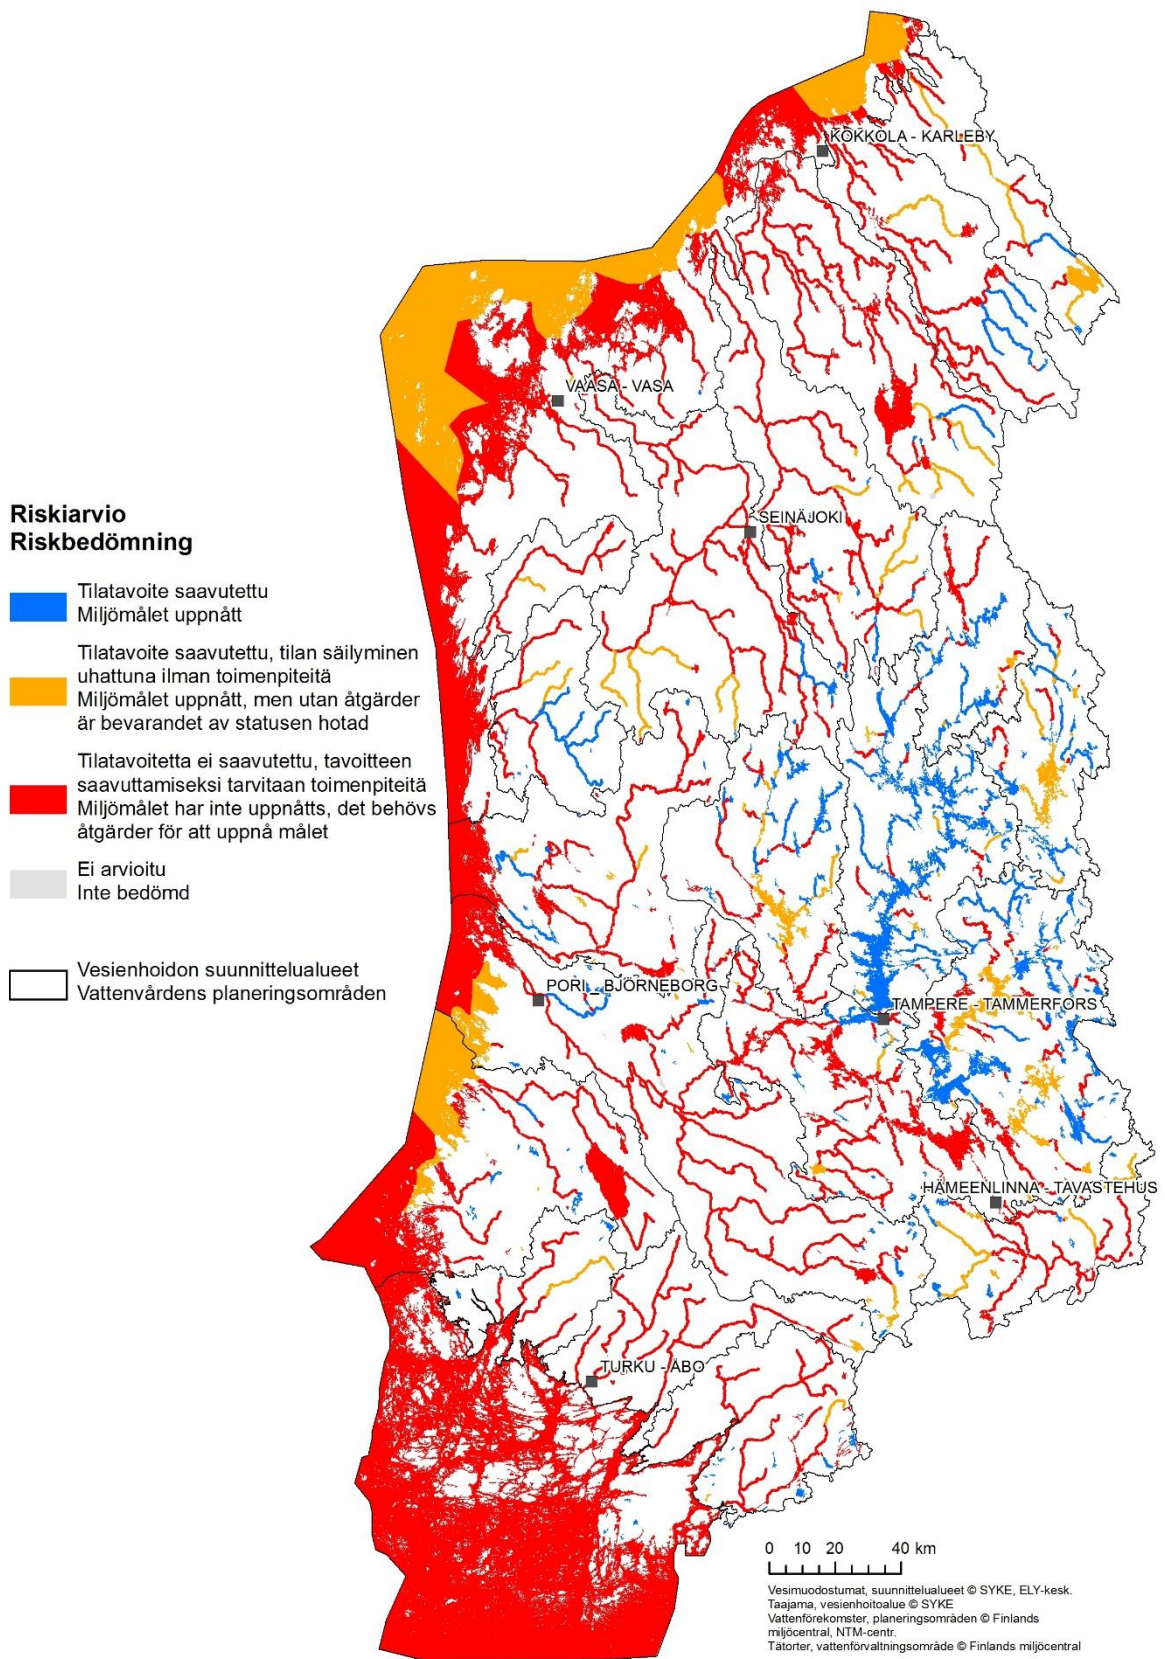 KOKKOLA - KARLEBY
VAASA - VASA
SEINÄJOKI
Riskiarvio
Riskbedömning
Tilatavoite saavutettu
Miljömålet uppnått
Tilatavoite saavutettu, tilan säilyminen
uhattuna ilman toimenpiteitä
Miljömålet uppnått, men utan åtgärder
är bevarandet av statusen hotad
Tilatavoitetta ei saavutettu, tavoitteen
saavuttamiseksi tarvitaan toimenpiteitä
Miljömålet har inte uppnåtts, det behövs
åtgärder för att uppnå målet
Ei arvioitu
Inte bedömd
Vesienhoidon suunnittelualueet
Vattenvårdens planeringsområden
PORI _ BJÖRNEBORG
TAMPERE - TAMMERFORS
HÄMEENLINNA - TAVASTEHUS
TURKU - ÅBO
0 10 20 40 km
Vesimuodostumat, suunnittelualueet © SYKE, ELY-kesk.
Taajama, vesienhoitoalue © SYKE
Vattenförekomster, planeringsområden © Finlands
miljöcentral, NTM-centr.
Tätorter, vattenförvaltningsområde © Finlands miljöcentral